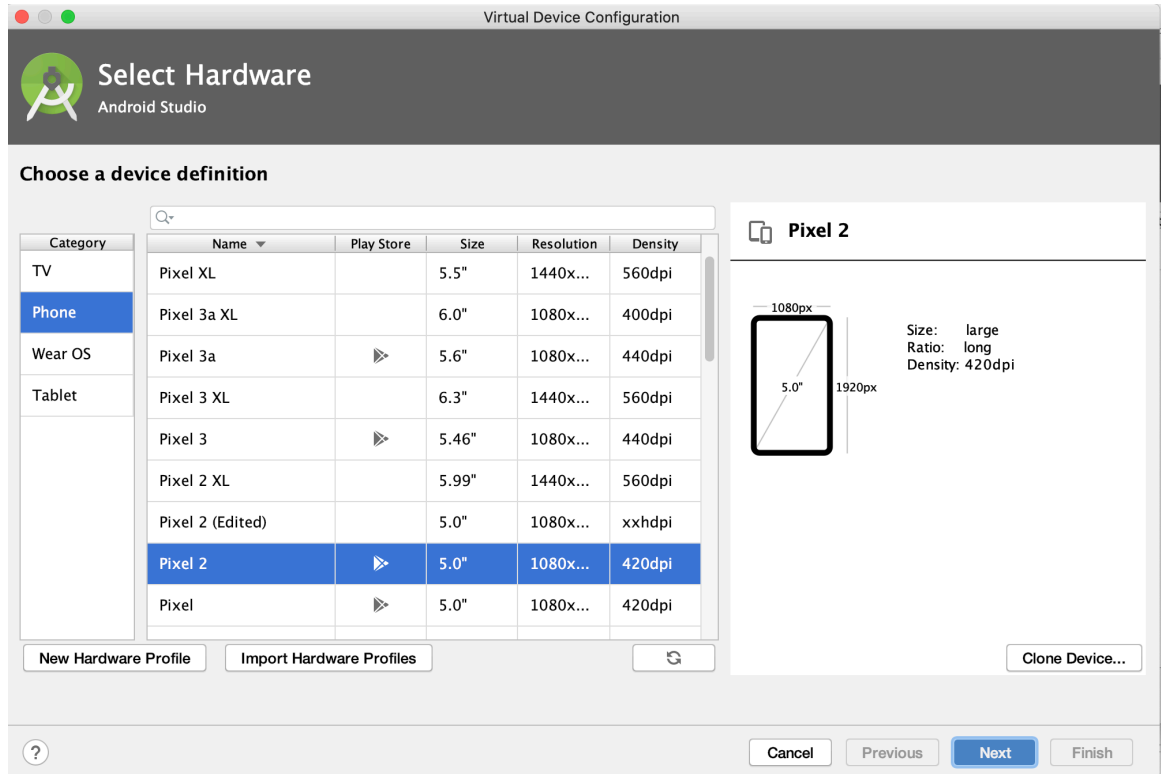 Virtual Device Configuration
Select Hardware
Android Studio
Choose a device definition
Category
TV
Phone
Wear OS
Tablet
Name Play Store Size Resolution Density
Pixel XL 5.5" 1440x... 560dpi
Pixel 3a XL 6.0" 1080x... 400dpi
Pixel 3a 5.6" 1080x... 440dpi
Pixel 3 XL 6.3" 1440x... 560dpi
Pixel 3 5.46" 1080x... 440dpi
Pixel 2 XL 5.99" 1440x... 560dpi
Pixel 2 (Edited) 5.0" 1080x... xxhdpi
Pixel 2 5.0" 1080x... 420dpi
Pixel 5.0" 1080x... 420dpi
New Hardware Profile Import Hardware Profiles
Pixel 2
1080px
5.0"
1920px
Size: large
Ratio: long
Density: 420dpi
Clone Device...
? Cancel Previous Next Finish